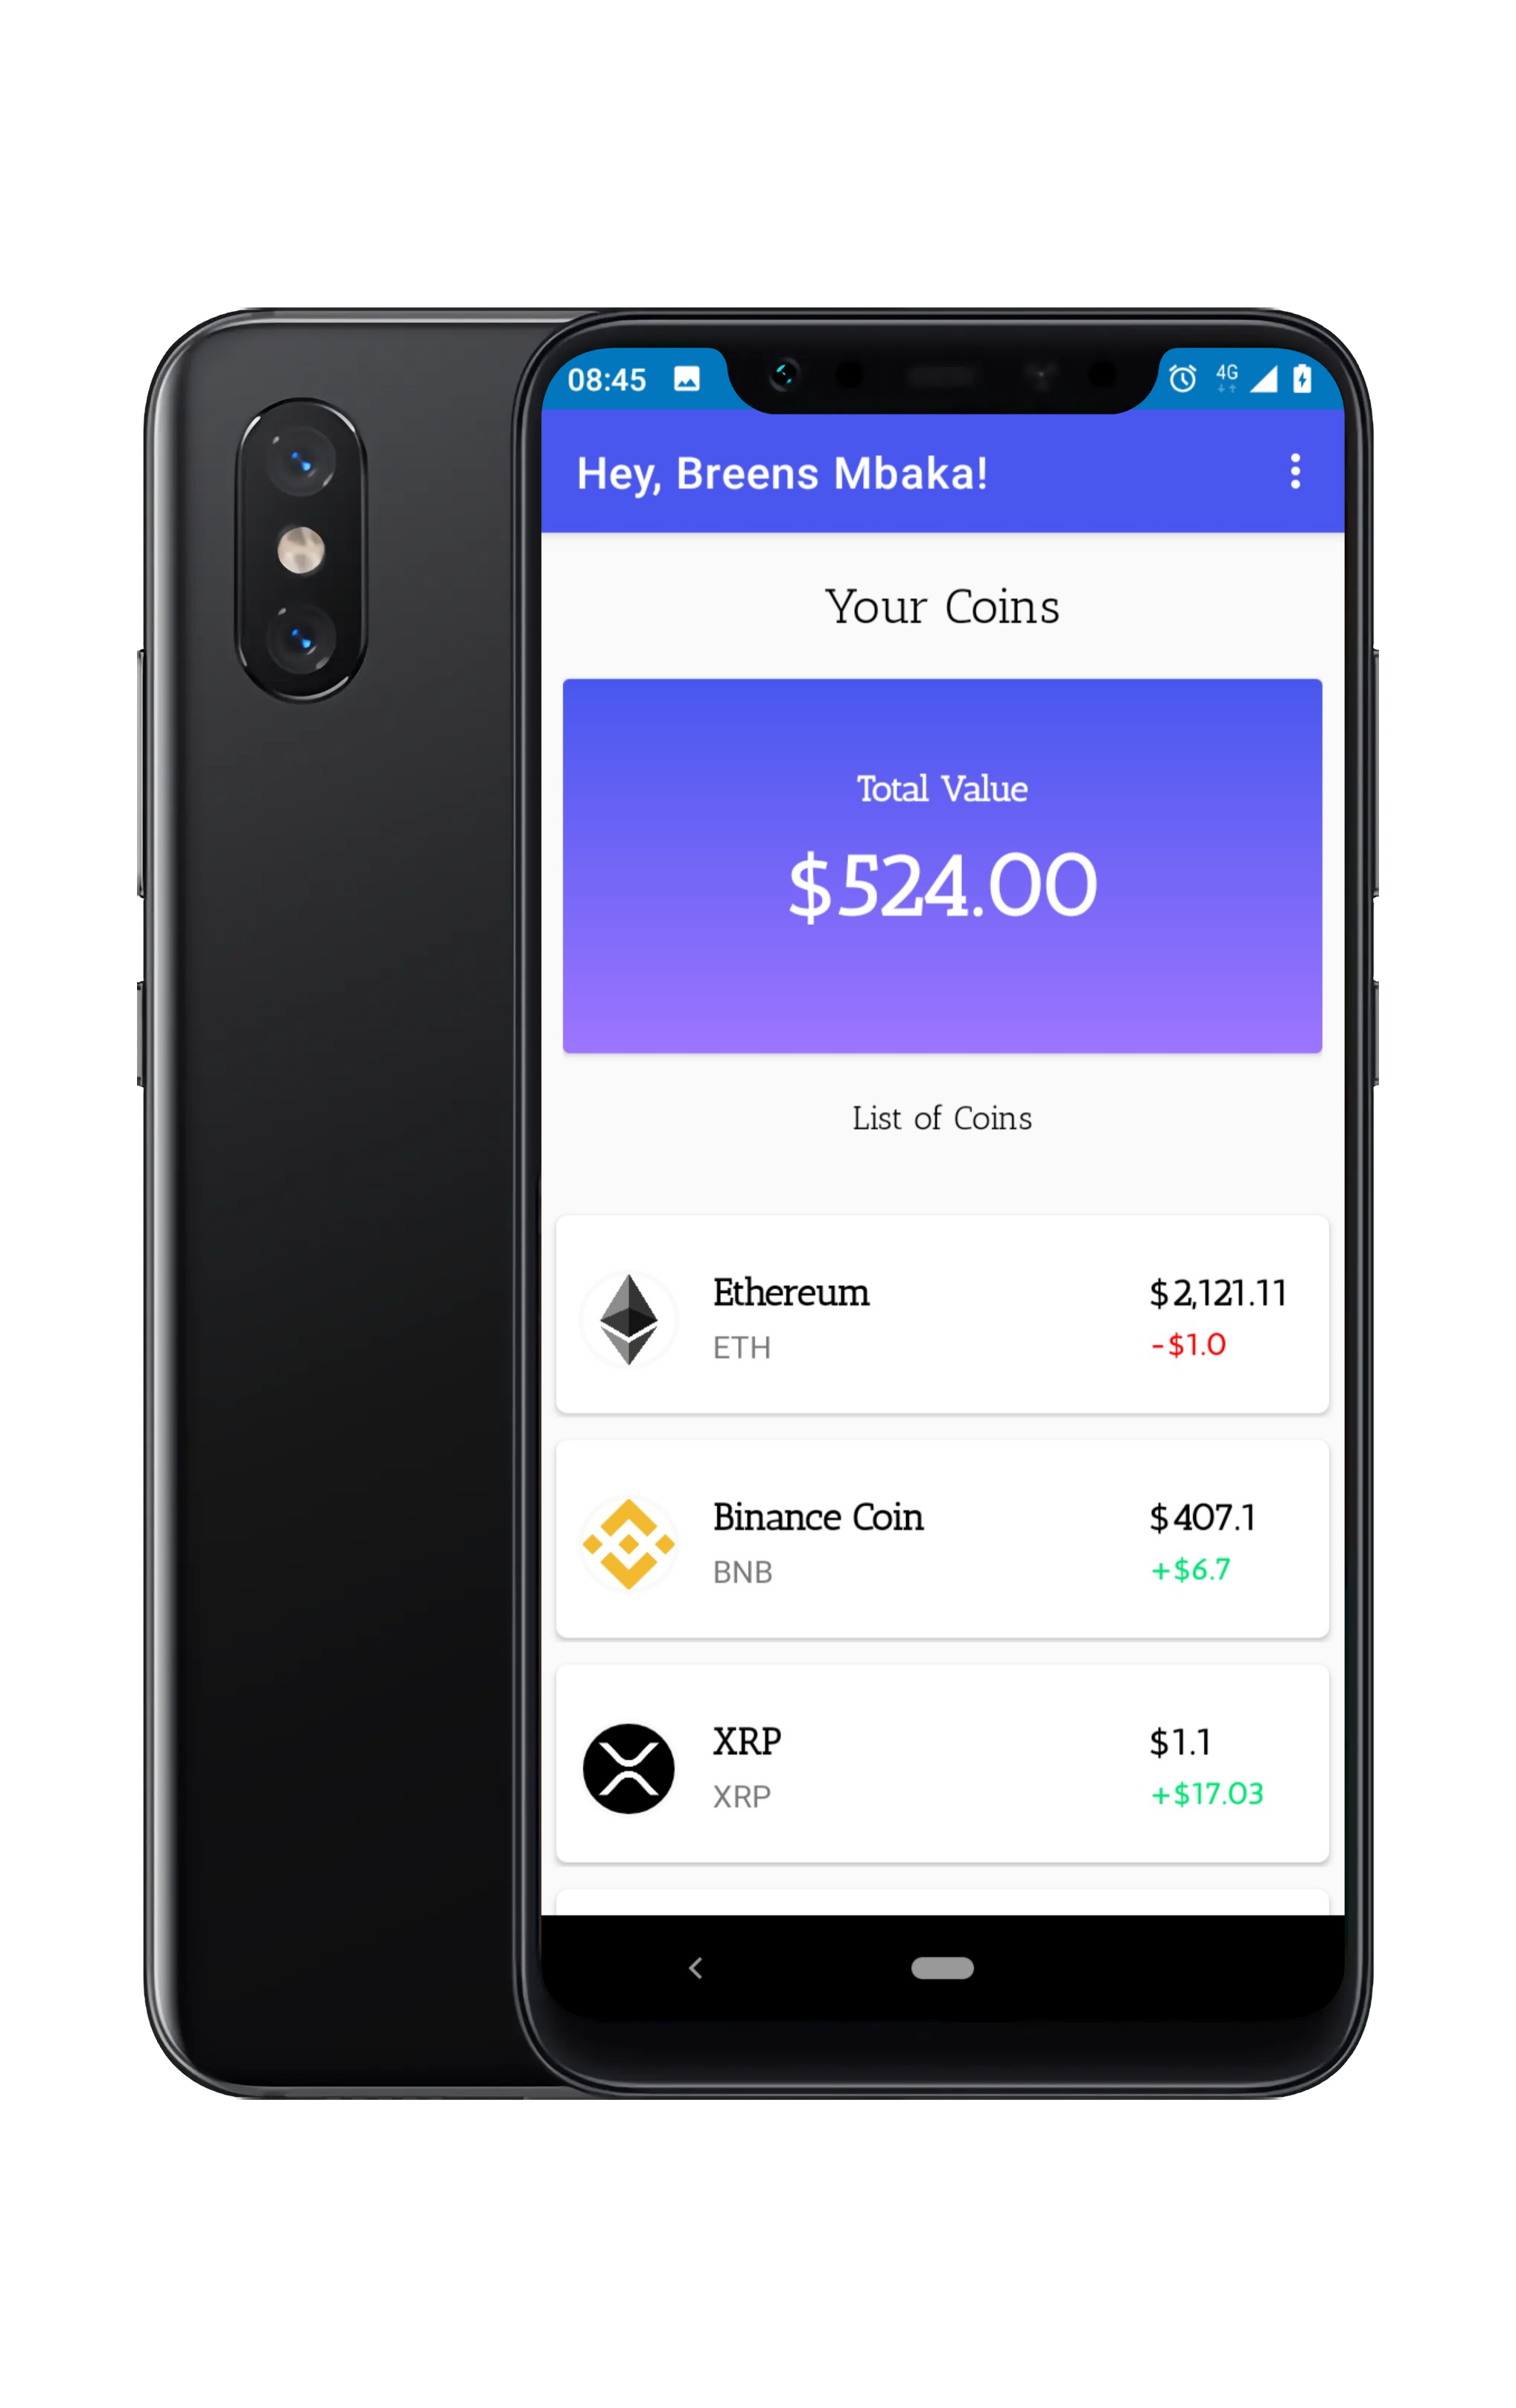 08:45
4G
Hey, Breens Mbaka!
Your Coins
Total Value
$524.00
List of Coins
Ethereum
$2,121.11
ETH
-$1.0
Binance Coin
$407.1
BNB
+$6.7
XRP
$1.1
XRP
+$17.03